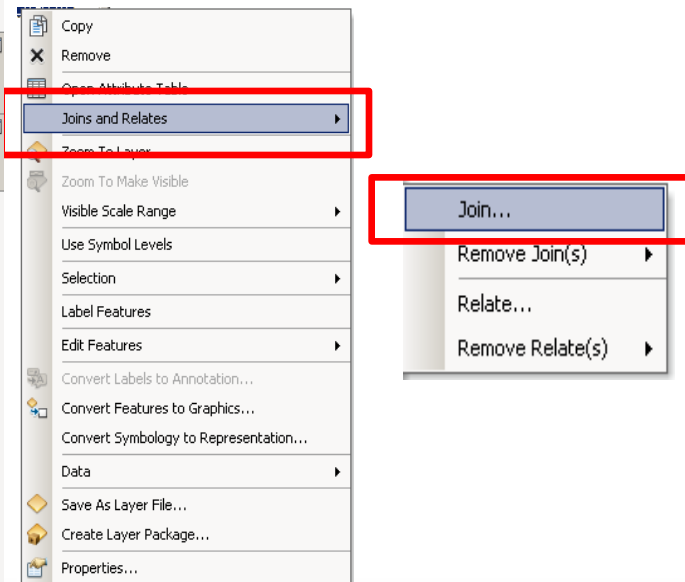 Copy
Remove
Open Attribute Table
Joins and Relates
Zoom To Layer
Zoom To Make Visible
Visible Scale Range
Use Symbol Levels
Selection
Label Features
Edit Features
Convert Labels to Annotation...
Convert Features to Graphics...
Convert Symbology to Representation...
Data
Save As Layer File...
Create Layer Package...
Properties...
Join...
Remove Join(s)
Relate...
Remove Relate(s)